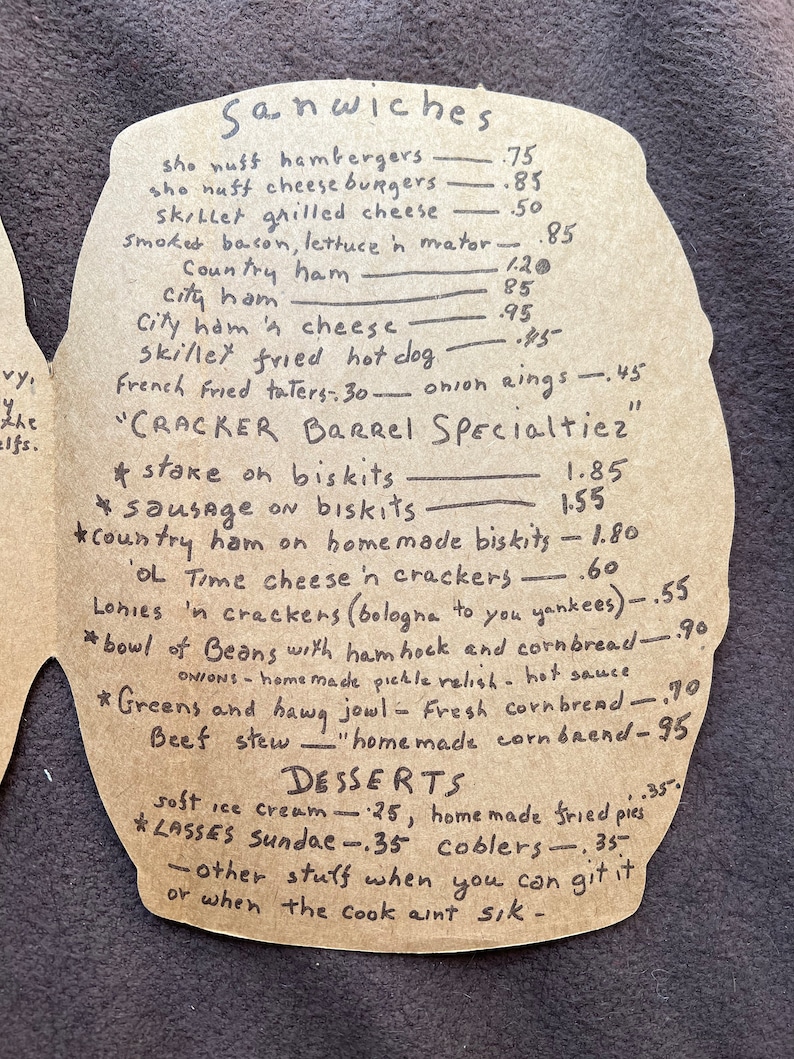 Sanwiches
sho nuff hambergers — .75
sho nuff cheeseburgers — .85
skillet grilled cheese — .50
smoked bacon, lettuce 'n mator — .85
country ham — 1.20
city ham — 85
city ham 'n cheese — .95
skillet fried hot dog — .45
French Fried taters-.30 — onion rings — .45
"CRACKER BARREL SPECIALTIEZ"
* stake on biskits — 1.85
* sausage on biskits — 1.55
* country ham on homemade biskits — 1.80
'OL Time cheese 'n crackers — .60
Lonies 'n crackers (bologna to you yankees) — .55
* bowl of Beans with ham hock and cornbread — .90
ONIONS - homemade pickle relish - hot sauce
* Greens and hawg jowl - Fresh cornbread — .70
Beef stew — "homemade cornbread - 95
DESSERTS
soft ice cream — .25, homemade fried pies .35
* LASSES sundae — .35 coblers — .35
— other stuff when you can git it
or when the cook aint sik -
vy,
y
the
elfs.